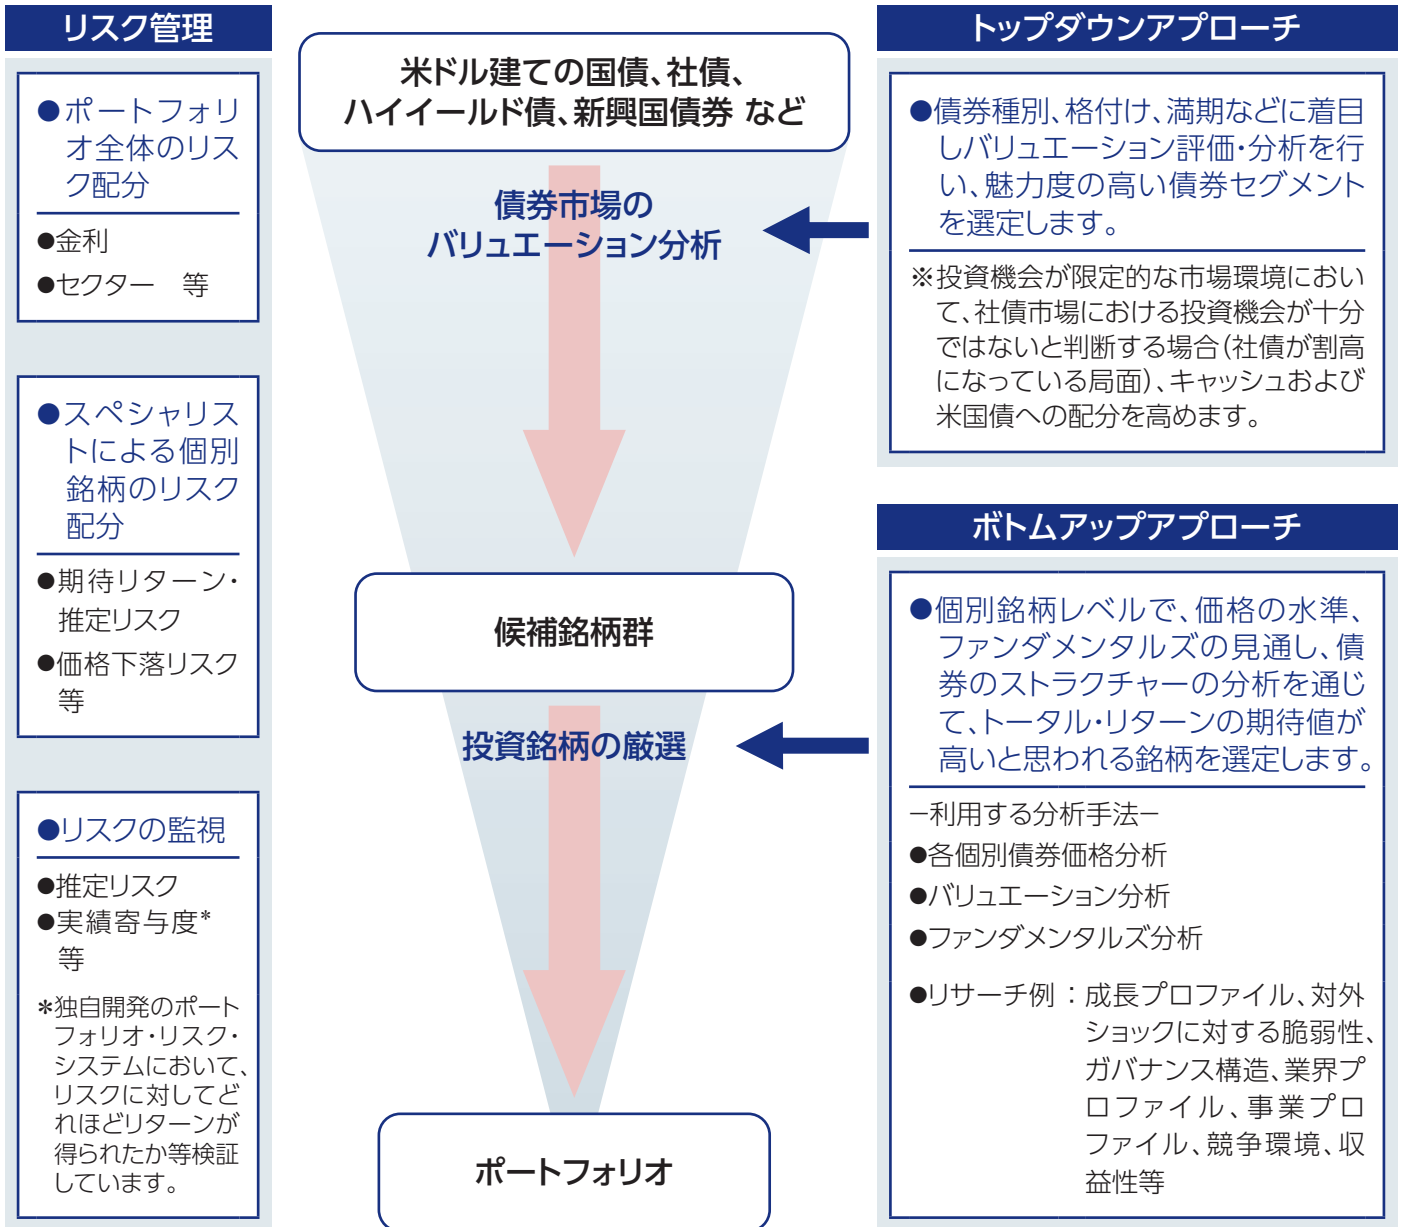 リスク管理
●ポートフォリ
オ全体のリス
ク配分
●金利
●セクター　等
●スペシャリス
トによる個別
銘柄のリスク
配分
●期待リターン・
推定リスク
●価格下落リスク
等
●リスクの監視
●推定リスク
●実績寄与度*
等
*独自開発のポート
フォリオ・リスク・
システムにおいて、
リスクに対してど
れほどリターンが
得られたか等検証
しています。
米ドル建ての国債、社債、
ハイイールド債、新興国債券 など
債券市場の
バリュエーション分析
候補銘柄群
投資銘柄の厳選
ポートフォリオ
トップダウンアプローチ
●債券種別、格付け、満期などに着目
しバリュエーション評価・分析を行
い、魅力度の高い債券セグメント
を選定します。
※投資機会が限定的な市場環境におい
て、社債市場における投資機会が十分
ではないと判断する場合(社債が割高
になっている局面)、キャッシュおよび
米国債への配分を高めます。
ボトムアップアプローチ
●個別銘柄レベルで、価格の水準、
ファンダメンタルズの見通し、債
券のストラクチャーの分析を通じ
て、トータル・リターンの期待値が
高いと思われる銘柄を選定します。
−利用する分析手法−
●各個別債券価格分析
●バリュエーション分析
●ファンダメンタルズ分析
●リサーチ例：成長プロファイル、対外
ショックに対する脆弱性、
ガバナンス構造、業界プ
ロファイル、事業プロ
ファイル、競争環境、収
益性等